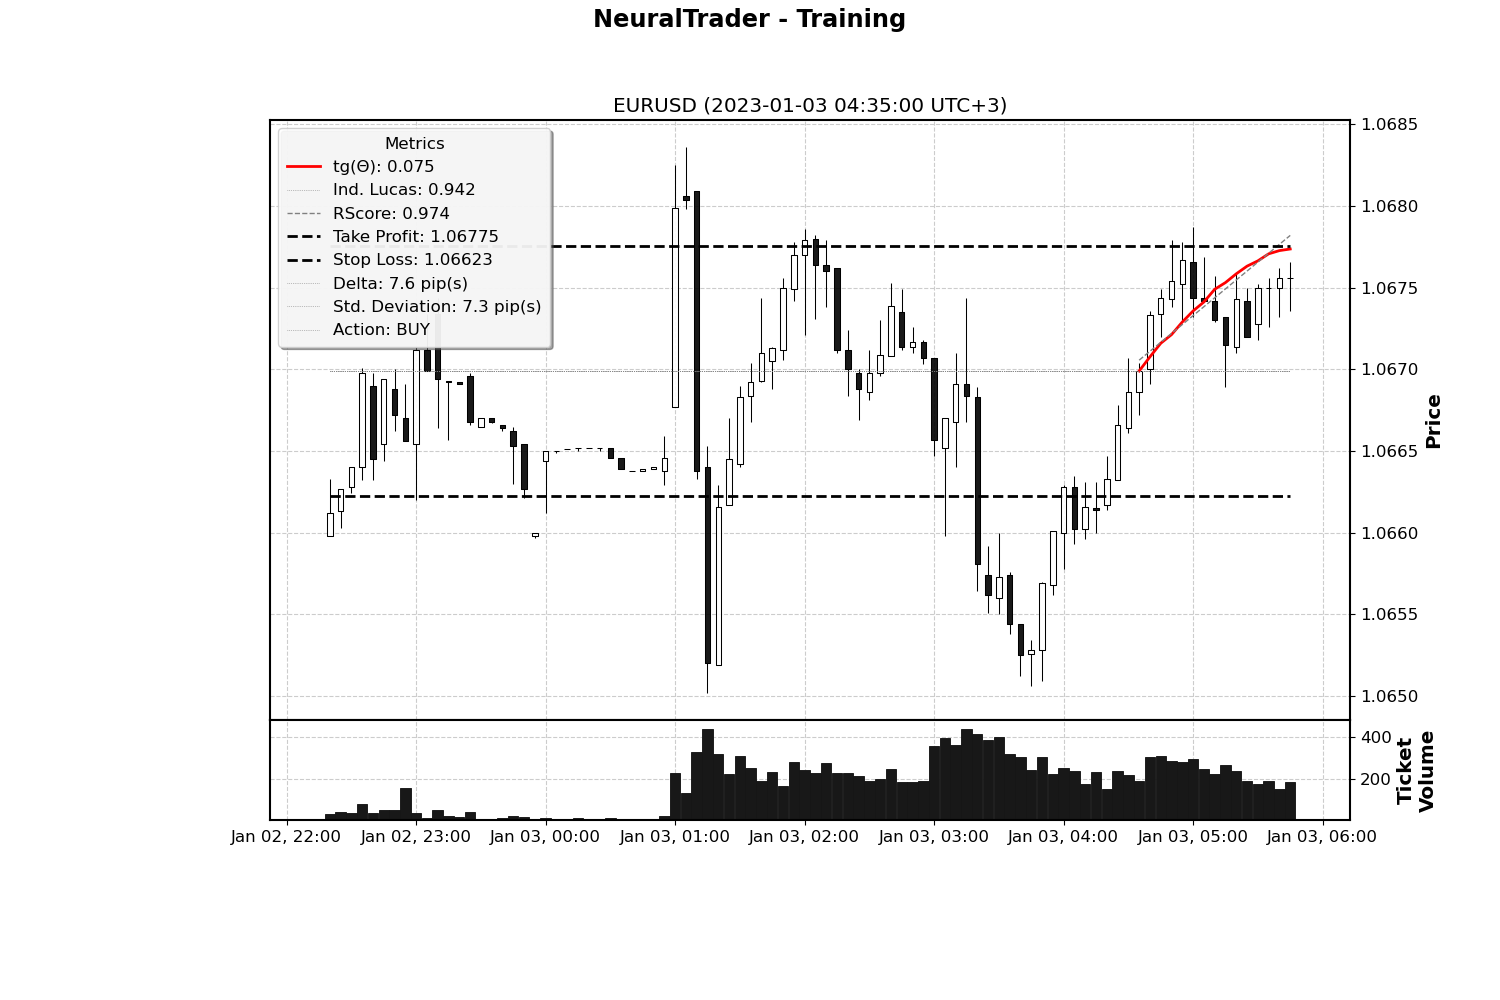 NeuralTrader - Training
EURUSD (2023-01-03 04:35:00 UTC+3)
Metrics
tg(Θ): 0.075
Ind. Lucas: 0.942
RScore: 0.974
Take Profit: 1.06775
Stop Loss: 1.06623
Delta: 7.6 pip(s)
Std. Deviation: 7.3 pip(s)
Action: BUY
1.0685
1.0680
1.0675
1.0670
1.0665
1.0660
1.0655
1.0650
Price
400
200
Ticket
Volume
Jan 02, 22:00
Jan 02, 23:00
Jan 03, 00:00
Jan 03, 01:00
Jan 03, 02:00
Jan 03, 03:00
Jan 03, 04:00
Jan 03, 05:00
Jan 03, 06:00